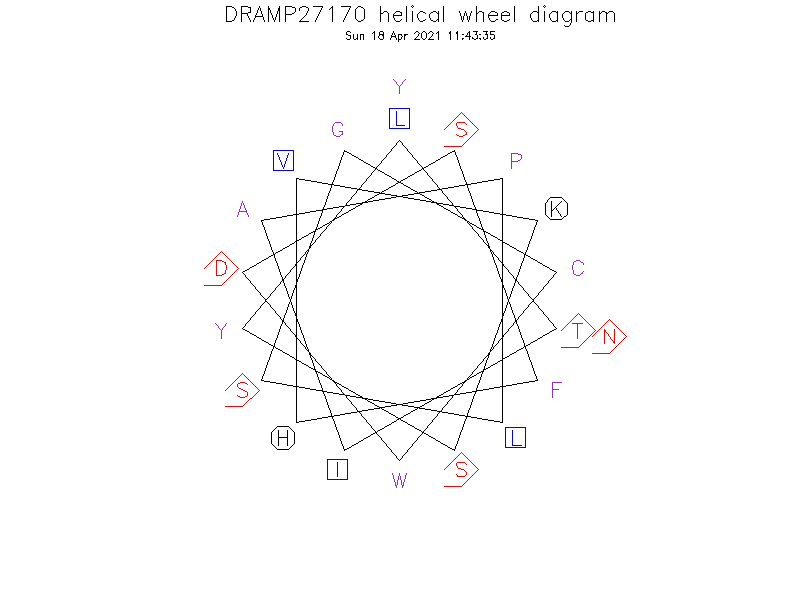 DRAMP27170 helical wheel diagram
Sun 18 Apr 2021 11:43:35
Y
L
G
S
V
P
A
K
D
C
Y
T
N
S
F
H
L
I
S
W